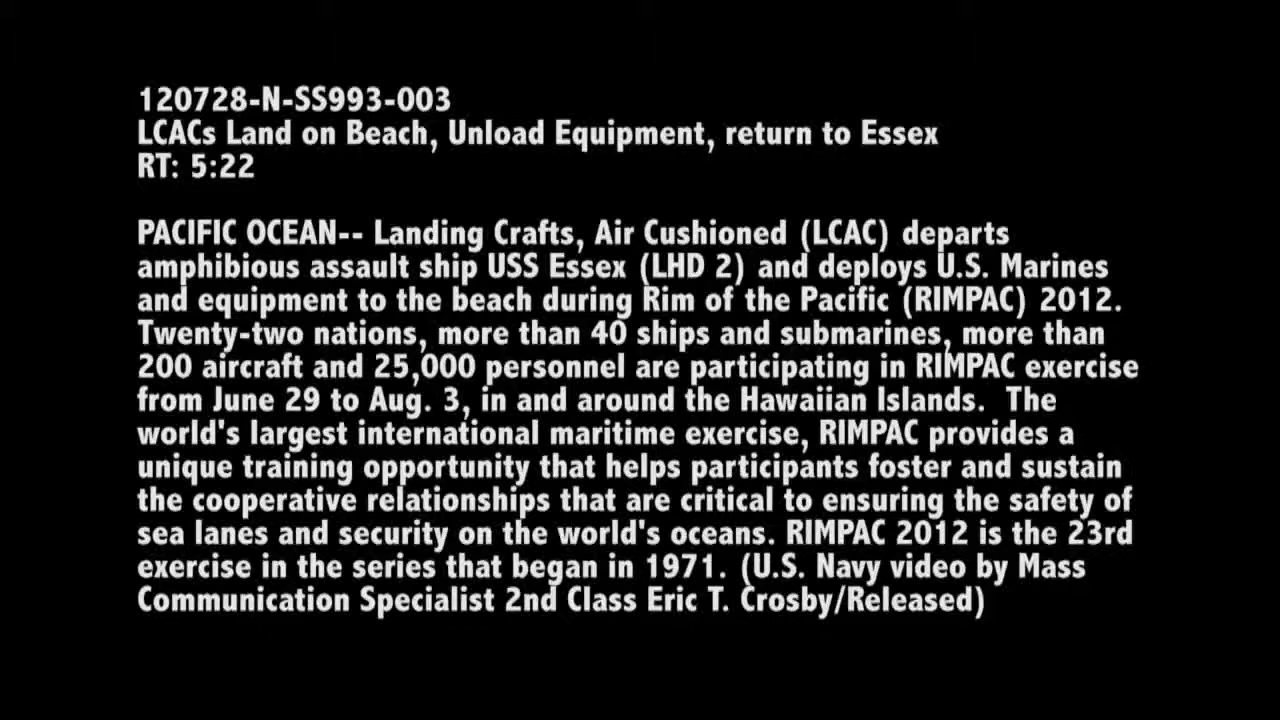 120728-N-SS993-003
LCACs Land on Beach, Unload Equipment, return to Essex
RT: 5:22
PACIFIC OCEAN-- Landing Crafts, Air Cushioned (LCAC) departs
amphibious assault ship USS Essex (LHD 2) and deploys U.S. Marines
and equipment to the beach during Rim of the Pacific (RIMPAC) 2012.
Twenty-two nations, more than 40 ships and submarines, more than
200 aircraft and 25,000 personnel are participating in RIMPAC exercise
from June 29 to Aug. 3, in and around the Hawaiian Islands.  The
world's largest international maritime exercise, RIMPAC provides a
unique training opportunity that helps participants foster and sustain
the cooperative relationships that are critical to ensuring the safety of
sea lanes and security on the world's oceans. RIMPAC 2012 is the 23rd
exercise in the series that began in 1971. (U.S. Navy video by Mass
Communication Specialist 2nd Class Eric T. Crosby/Released)